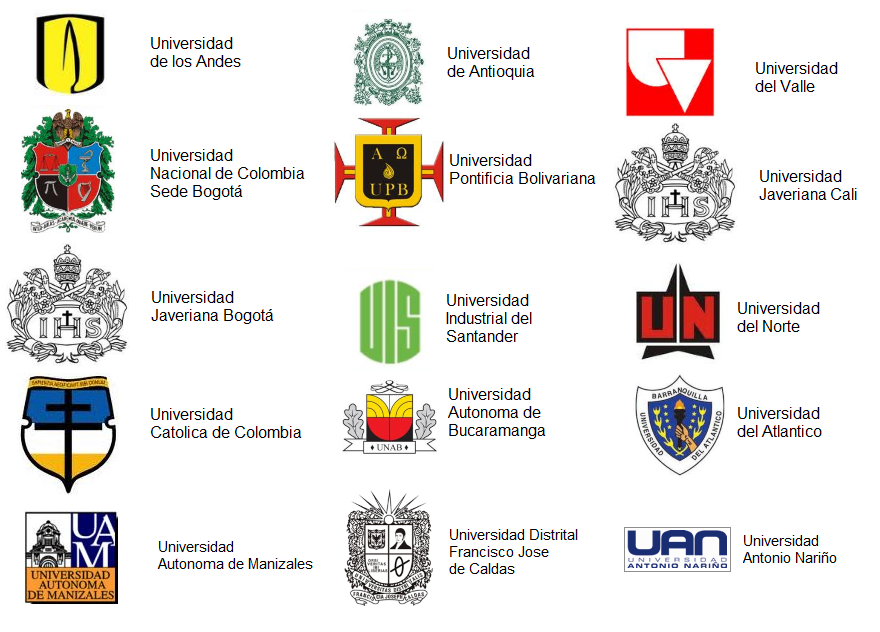 Universidad
de los Andes
Universidad
de Antioquia
Universidad
del Valle
Universidad
Nacional de Colombia
Sede Bogotá
Α Ω
UPB
Universidad
Pontificia Bolivariana
IHS
Universidad
Javeriana Cali
IHS
Universidad
Javeriana Bogotá
UIS
Universidad
Industrial del
Santander
UN
Universidad
del Norte
Universidad
Catolica de Colombia
UNAB
Universidad
Autonoma de
Bucaramanga
BARRANQUILLA
UNIVERSIDAD
DEL ATLANTICO
Universidad
del Atlantico
UAM
UNIVERSIDAD
AUTONOMA
DE MANIZALES
Universidad
Autonoma de Manizales
Universidad Distrital
Francisco Jose
de Caldas
UAN
UNIVERSIDAD
ANTONIO NARIÑO
Universidad
Antonio Nariño